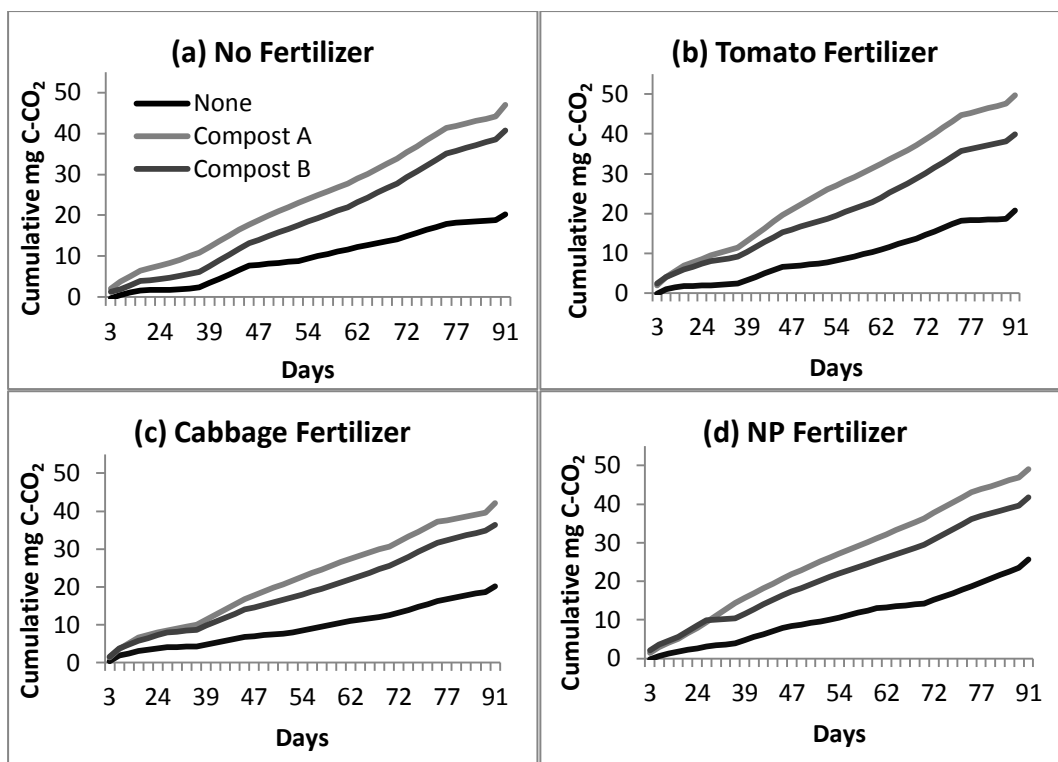 (a) No Fertilizer
Cumulative mg C-CO₂
50
40
30
20
10
0
None
Compost A
Compost B
3 24 39 47 54 62 72 77 91
Days
(b) Tomato Fertilizer
Cumulative mg C-CO₂
50
40
30
20
10
0
3 24 39 47 54 62 72 77 91
Days
(c) Cabbage Fertilizer
Cumulative mg C-CO₂
50
40
30
20
10
0
3 24 39 47 54 62 72 77 91
Days
(d) NP Fertilizer
Cumulative mg C-CO₂
50
40
30
20
10
0
3 24 39 47 54 62 72 77 91
Days